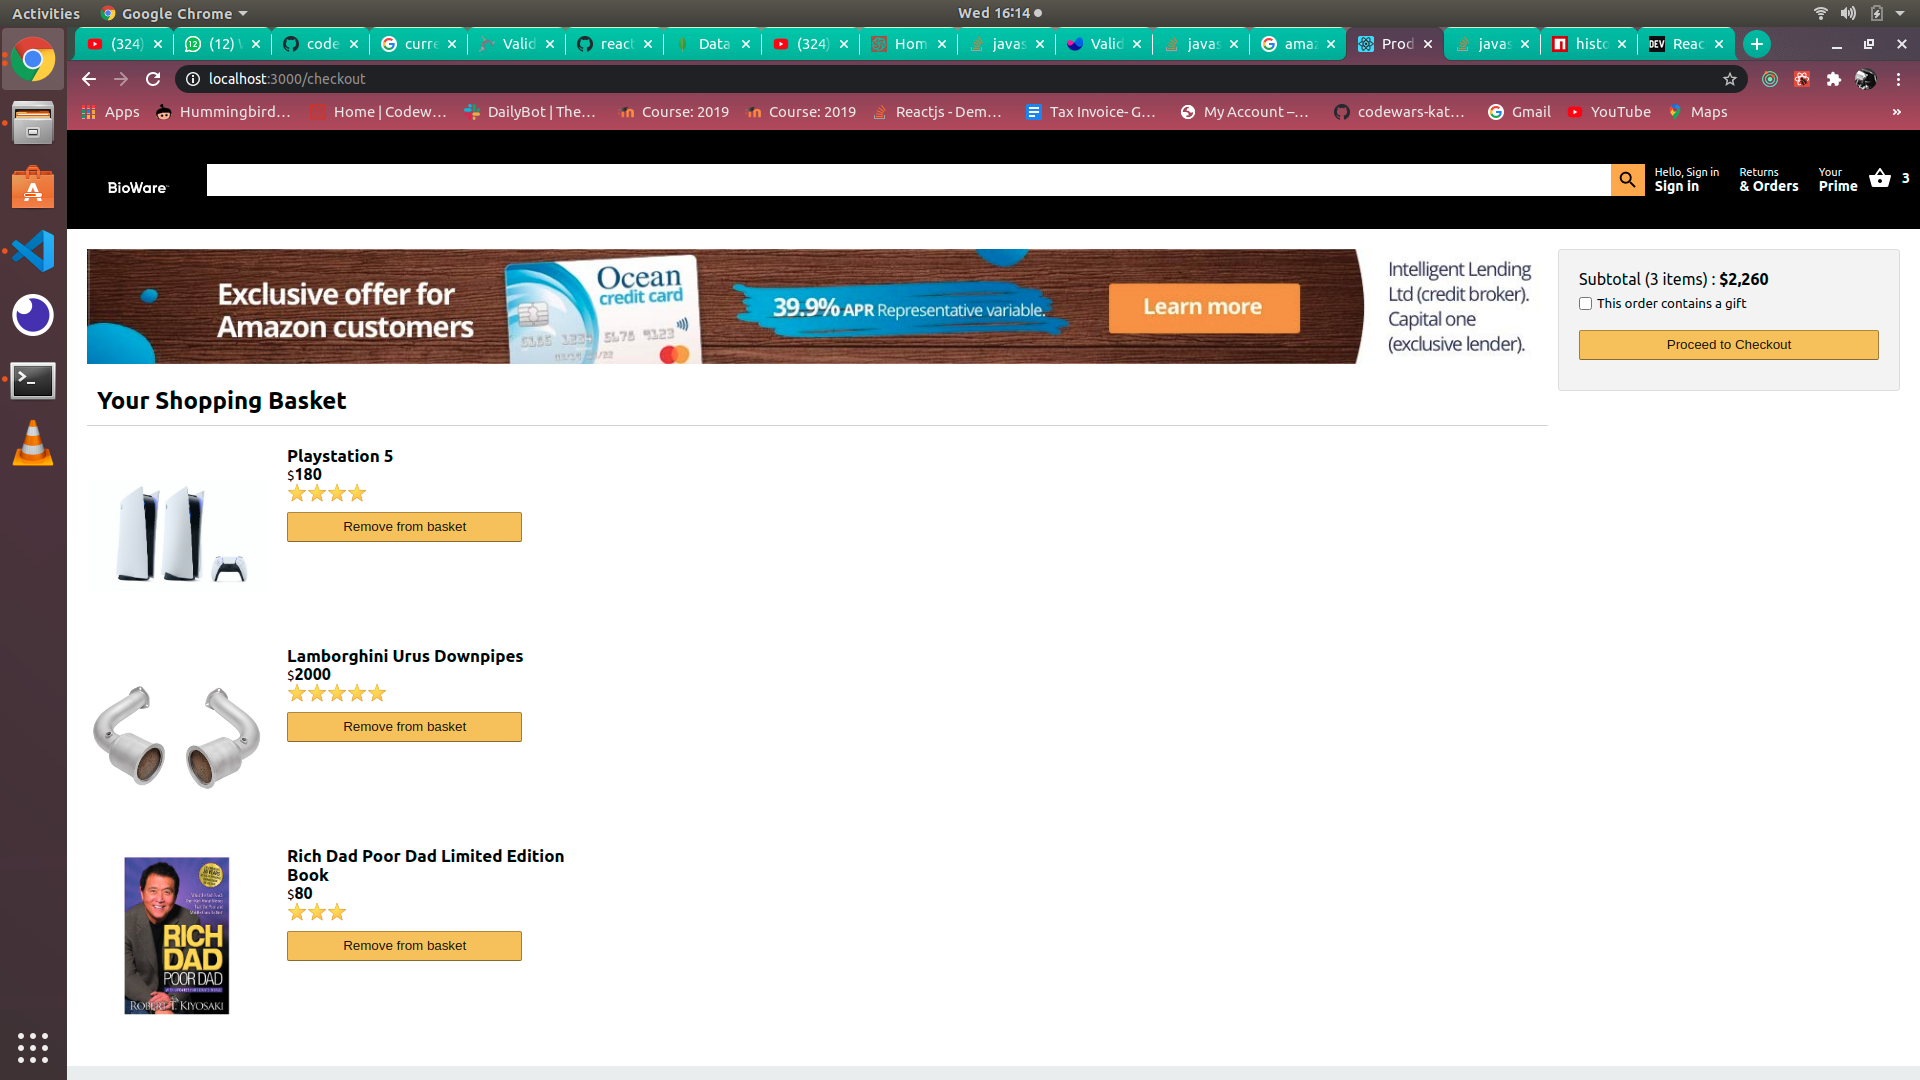 Activities
Google Chrome
Wed 16:14
(324)
(12) W
code
curre
Valid
react
Data
(324)
Hom
javas
Valid
javas
amaz
Prod
javas
histo
DEV
Reac
localhost:3000/checkout
Apps
Hummingbird...
Home | Codew...
DailyBot | The...
Course: 2019
Course: 2019
Reactjs - Dem...
Tax Invoice- G...
My Account –...
codewars-kat...
Gmail
YouTube
Maps
»
BioWare
Hello, Sign in
Sign in
Returns
& Orders
Your
Prime
3
Exclusive offer for
Amazon customers
Ocean
credit card
39.9% APR Representative variable.
Learn more
Intelligent Lending
Ltd (credit broker).
Capital one
(exclusive lender).
Subtotal (3 items) : $2,260
This order contains a gift
Proceed to Checkout
Your Shopping Basket
Playstation 5
$180
Remove from basket
Lamborghini Urus Downpipes
$2000
Remove from basket
Rich Dad Poor Dad Limited Edition
Book
$80
Remove from basket
RICH
DAD
POOR DAD
ROBERT T. KIYOSAKI